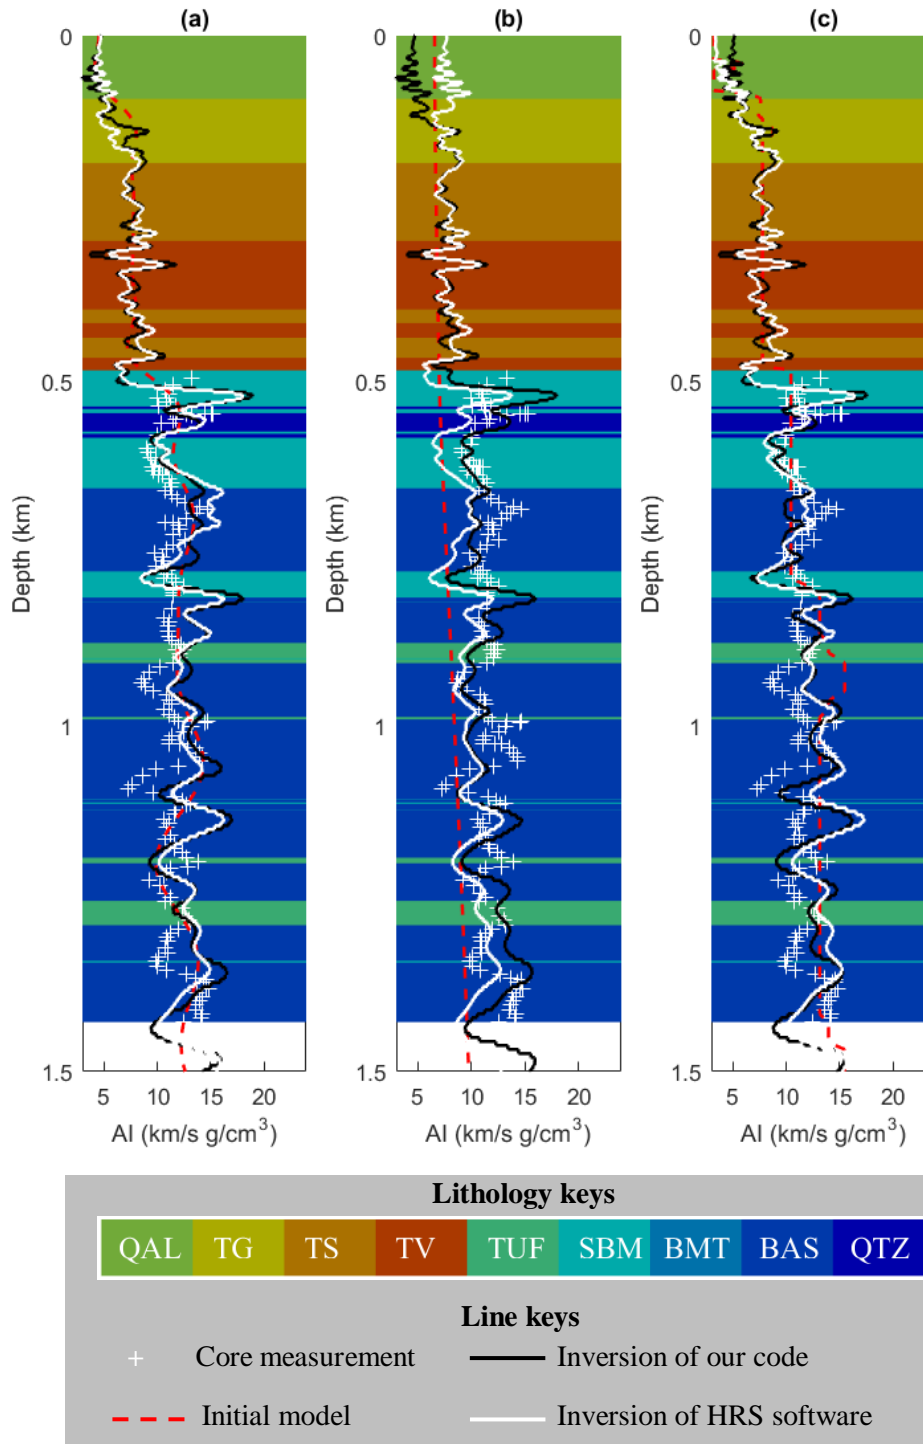 (a) (b) (c)
0 0 0
0.5 0.5 0.5
Depth (km) Depth (km) Depth (km)
1 1 1
1.5 1.5 1.5
5 10 15 20 5 10 15 20 5 10 15 20
AI (km/s g/cm³) AI (km/s g/cm³) AI (km/s g/cm³)
Lithology keys
QAL TG TS TV TUF SBM BMT BAS QTZ
Line keys
Core measurement Inversion of our code
Initial model Inversion of HRS software